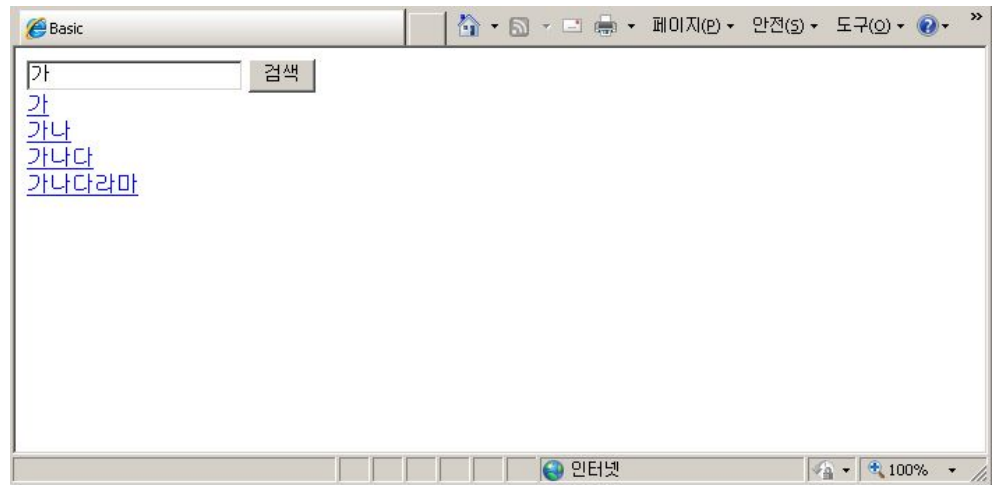 Basic
페이지(P) 안전(S) 도구(O) »
가 검색
가
가나
가나다
가나다라마
인터넷 100%